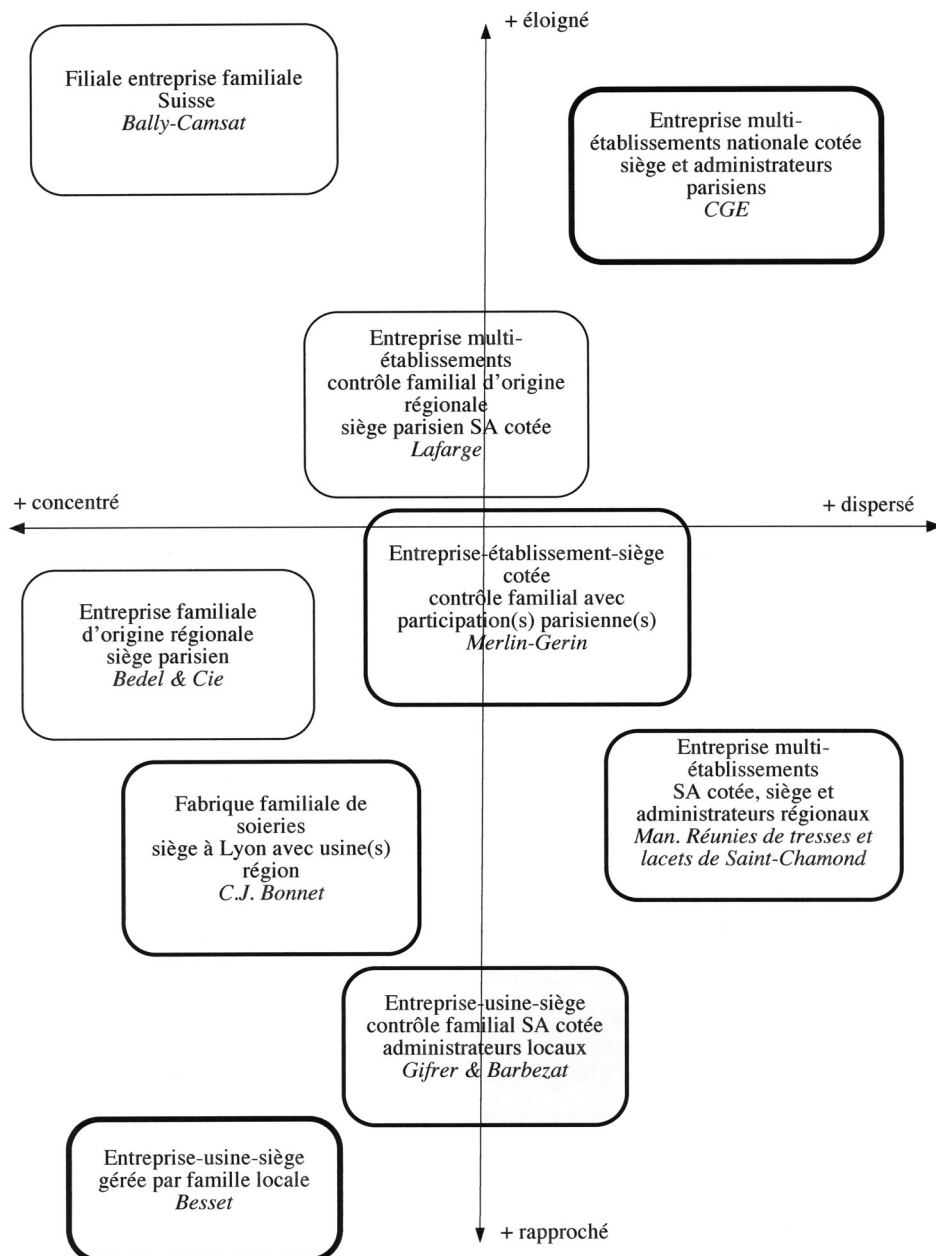 + éloigné
Filiale entreprise familiale
Suisse
Bally-Camsat
Entreprise multi-
établissements nationale cotée
siège et administrateurs
parisiens
CGE
Entreprise multi-
établissements
contrôle familial d'origine
régionale
siège parisien SA cotée
Lafarge
+ concentré
+ dispersé
Entreprise-établissement-siège
cotée
contrôle familial avec
participation(s) parisienne(s)
Merlin-Gerin
Entreprise familiale
d'origine régionale
siège parisien
Bedel & Cie
Entreprise multi-
établissements
SA cotée, siège et
administrateurs régionaux
Man. Réunies de tresses et
lacets de Saint-Chamond
Fabrique familiale de
soieries
siège à Lyon avec usine(s)
région
C.J. Bonnet
Entreprise-usine-siège
contrôle familial SA cotée
administrateurs locaux
Gifrer & Barbezat
Entreprise-usine-siège
gérée par famille locale
Besset
+ rapproché